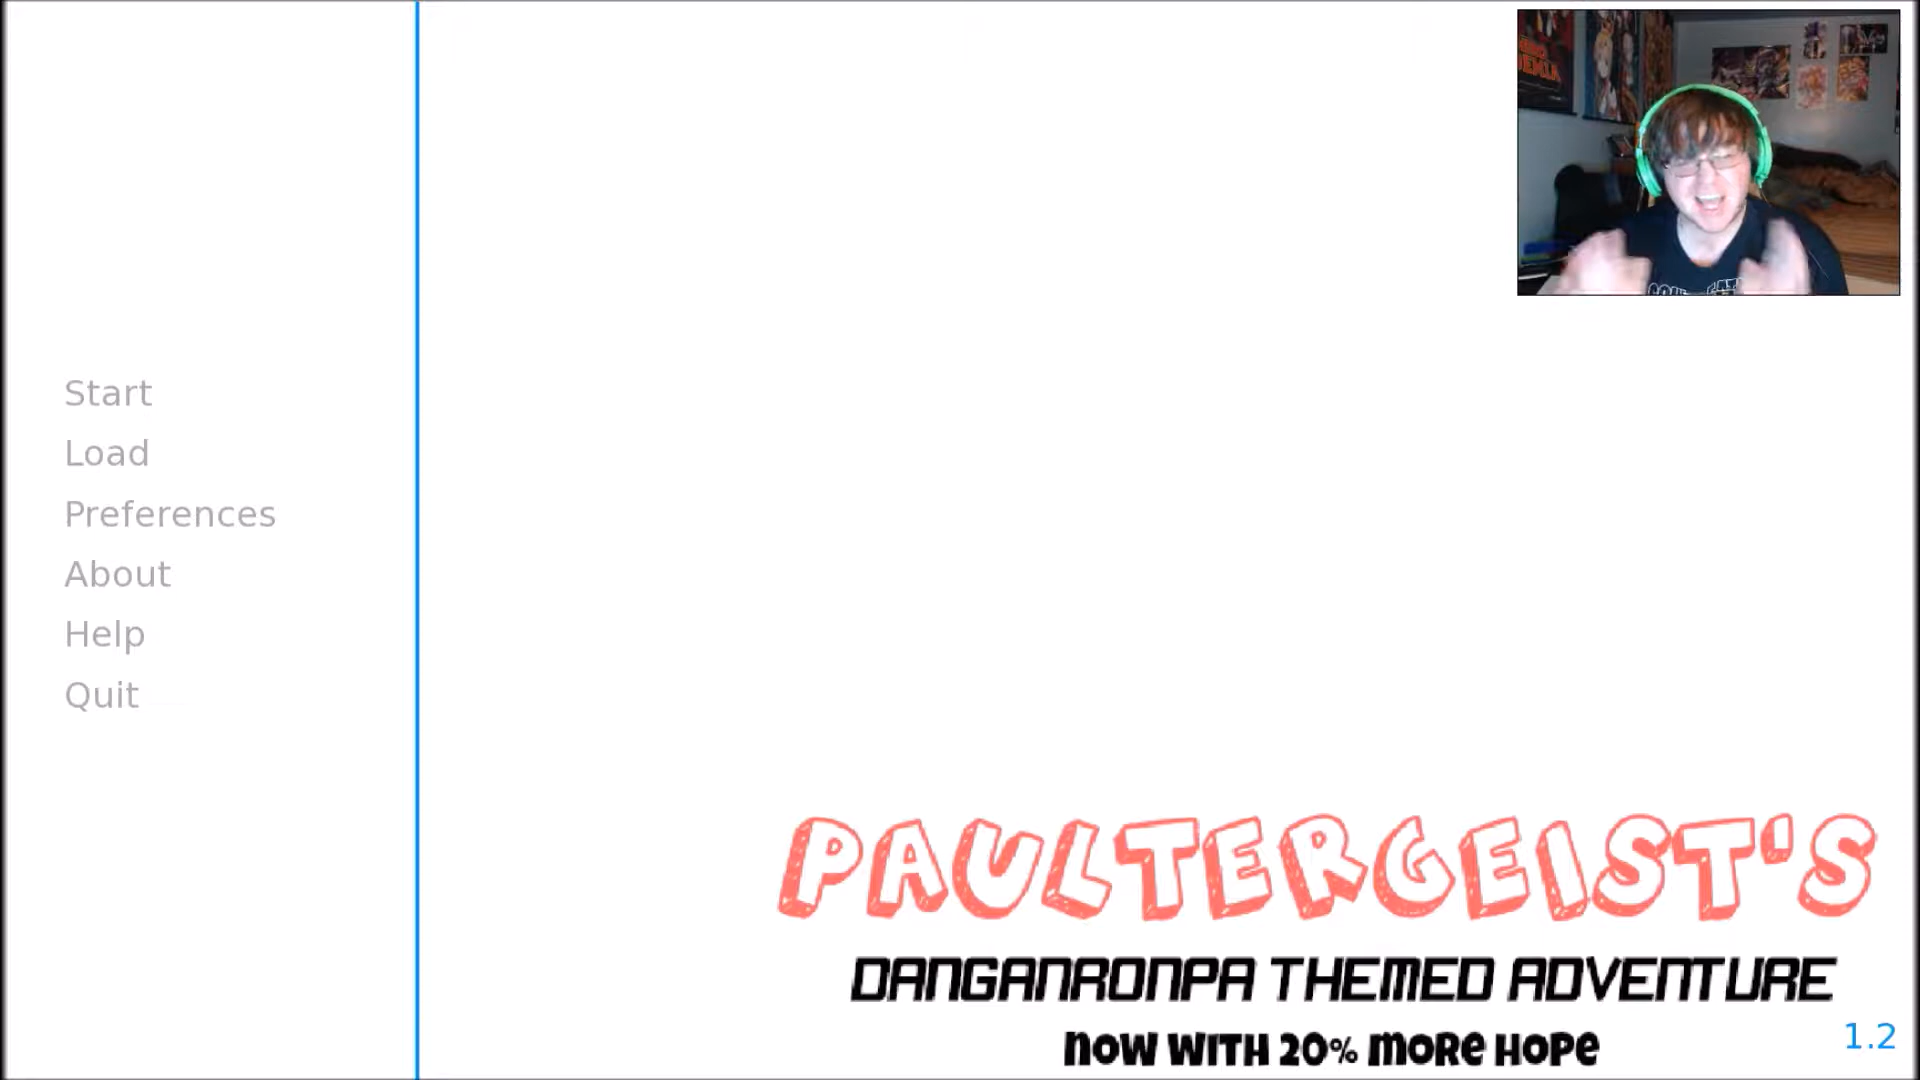 Start
Load
Preferences
About
Help
Quit
PAULTERGEIST'S
DANGANRONPA THEMED ADVENTURE
NOW WITH 20% MORE HOPE
1.2